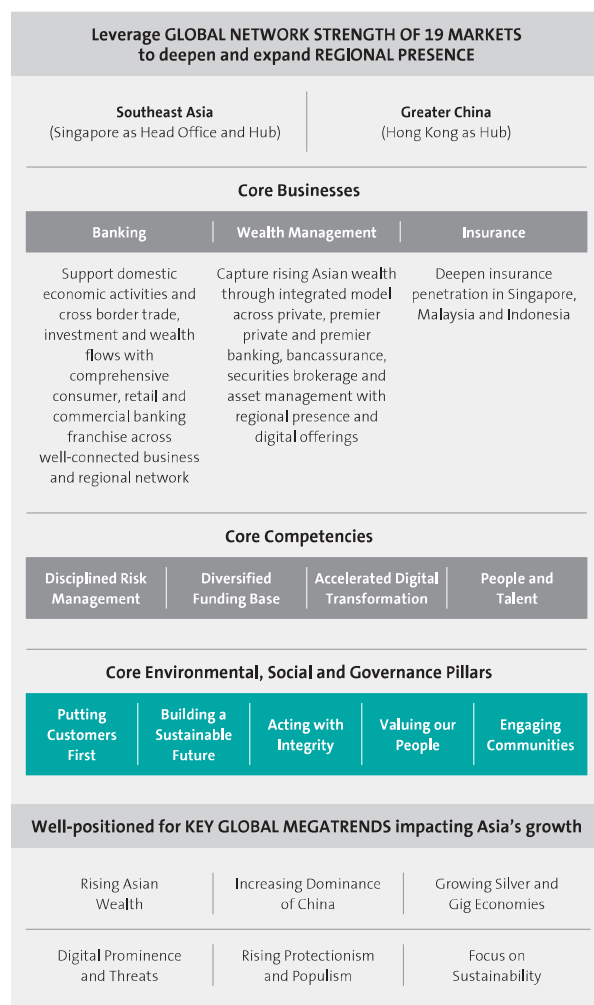 Leverage GLOBAL NETWORK STRENGTH OF 19 MARKETS
to deepen and expand REGIONAL PRESENCE
Southeast Asia
(Singapore as Head Office and Hub)
Greater China
(Hong Kong as Hub)
Core Businesses
Banking
Support domestic
economic activities and
cross border trade,
investment and wealth
flows with
comprehensive
consumer, retail and
commercial banking
franchise across
well-connected business
and regional network
Wealth Management
Capture rising Asian wealth
through integrated model
across private, premier
private and premier
banking, bancassurance,
securities brokerage and
asset management with
regional presence and
digital offerings
Insurance
Deepen insurance
penetration in Singapore,
Malaysia and Indonesia
Core Competencies
Disciplined Risk
Management
Diversified
Funding Base
Accelerated Digital
Transformation
People and
Talent
Core Environmental, Social and Governance Pillars
Putting
Customers
First
Building a
Sustainable
Future
Acting with
Integrity
Valuing our
People
Engaging
Communities
Well-positioned for KEY GLOBAL MEGATRENDS impacting Asia's growth
Rising Asian
Wealth
Increasing Dominance
of China
Growing Silver and
Gig Economies
Digital Prominence
and Threats
Rising Protectionism
and Populism
Focus on
Sustainability